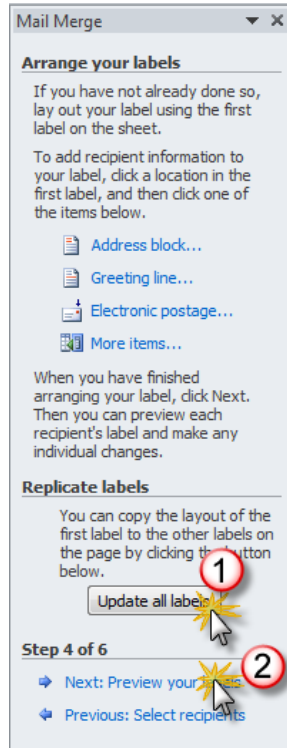 Mail Merge
Arrange your labels
If you have not already done so,
lay out your label using the first
label on the sheet.
To add recipient information to
your label, click a location in the
first label, and then click one of
the items below.
Address block...
Greeting line...
Electronic postage...
More items...
When you have finished
arranging your label, click Next.
Then you can preview each
recipient's label and make any
individual changes.
Replicate labels
You can copy the layout of the
first label to the other labels on
the page by clicking the button
below.
1
Update all labels
Step 4 of 6
2
Next: Preview your labels
Previous: Select recipients